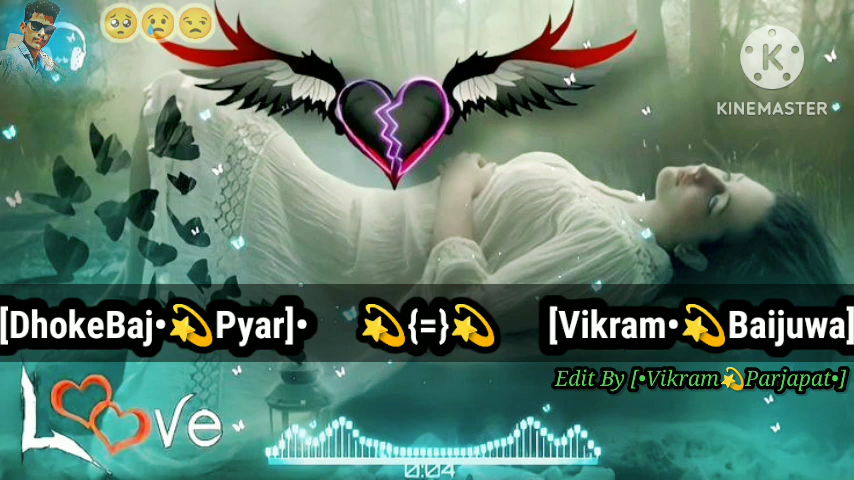 🥺😢😒
KINEMASTER
[DhokeBaj•💫Pyar]• 💫{=}💫 [Vikram•💫Baijuwa]
Edit By [•Vikram💫Parjapat•]
Love
0:04